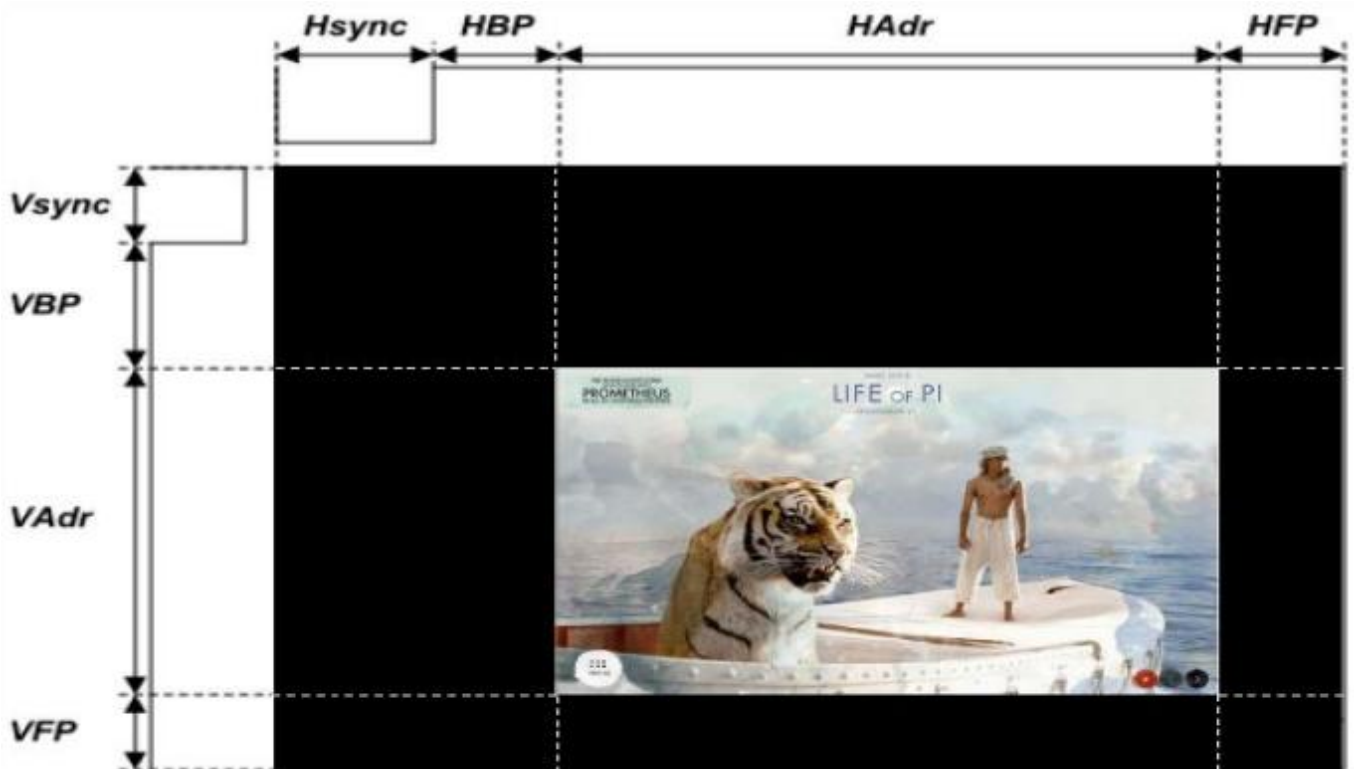 Hsync HBP HAdr HFP
Vsync
VBP
PROMETHEUS
LIFE OF PI
VAdr
VFP